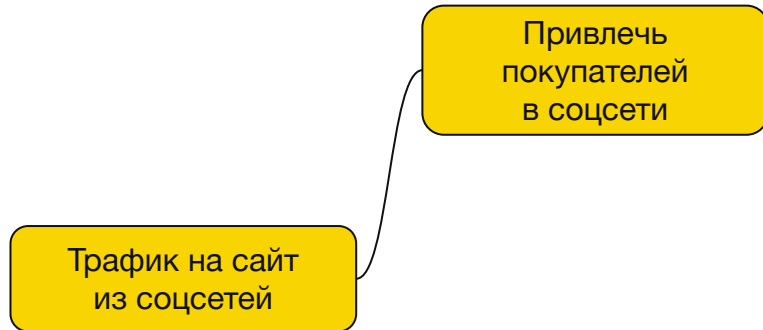 Привлечь
покупателей
в соцсети
Трафик на сайт
из соцсетей